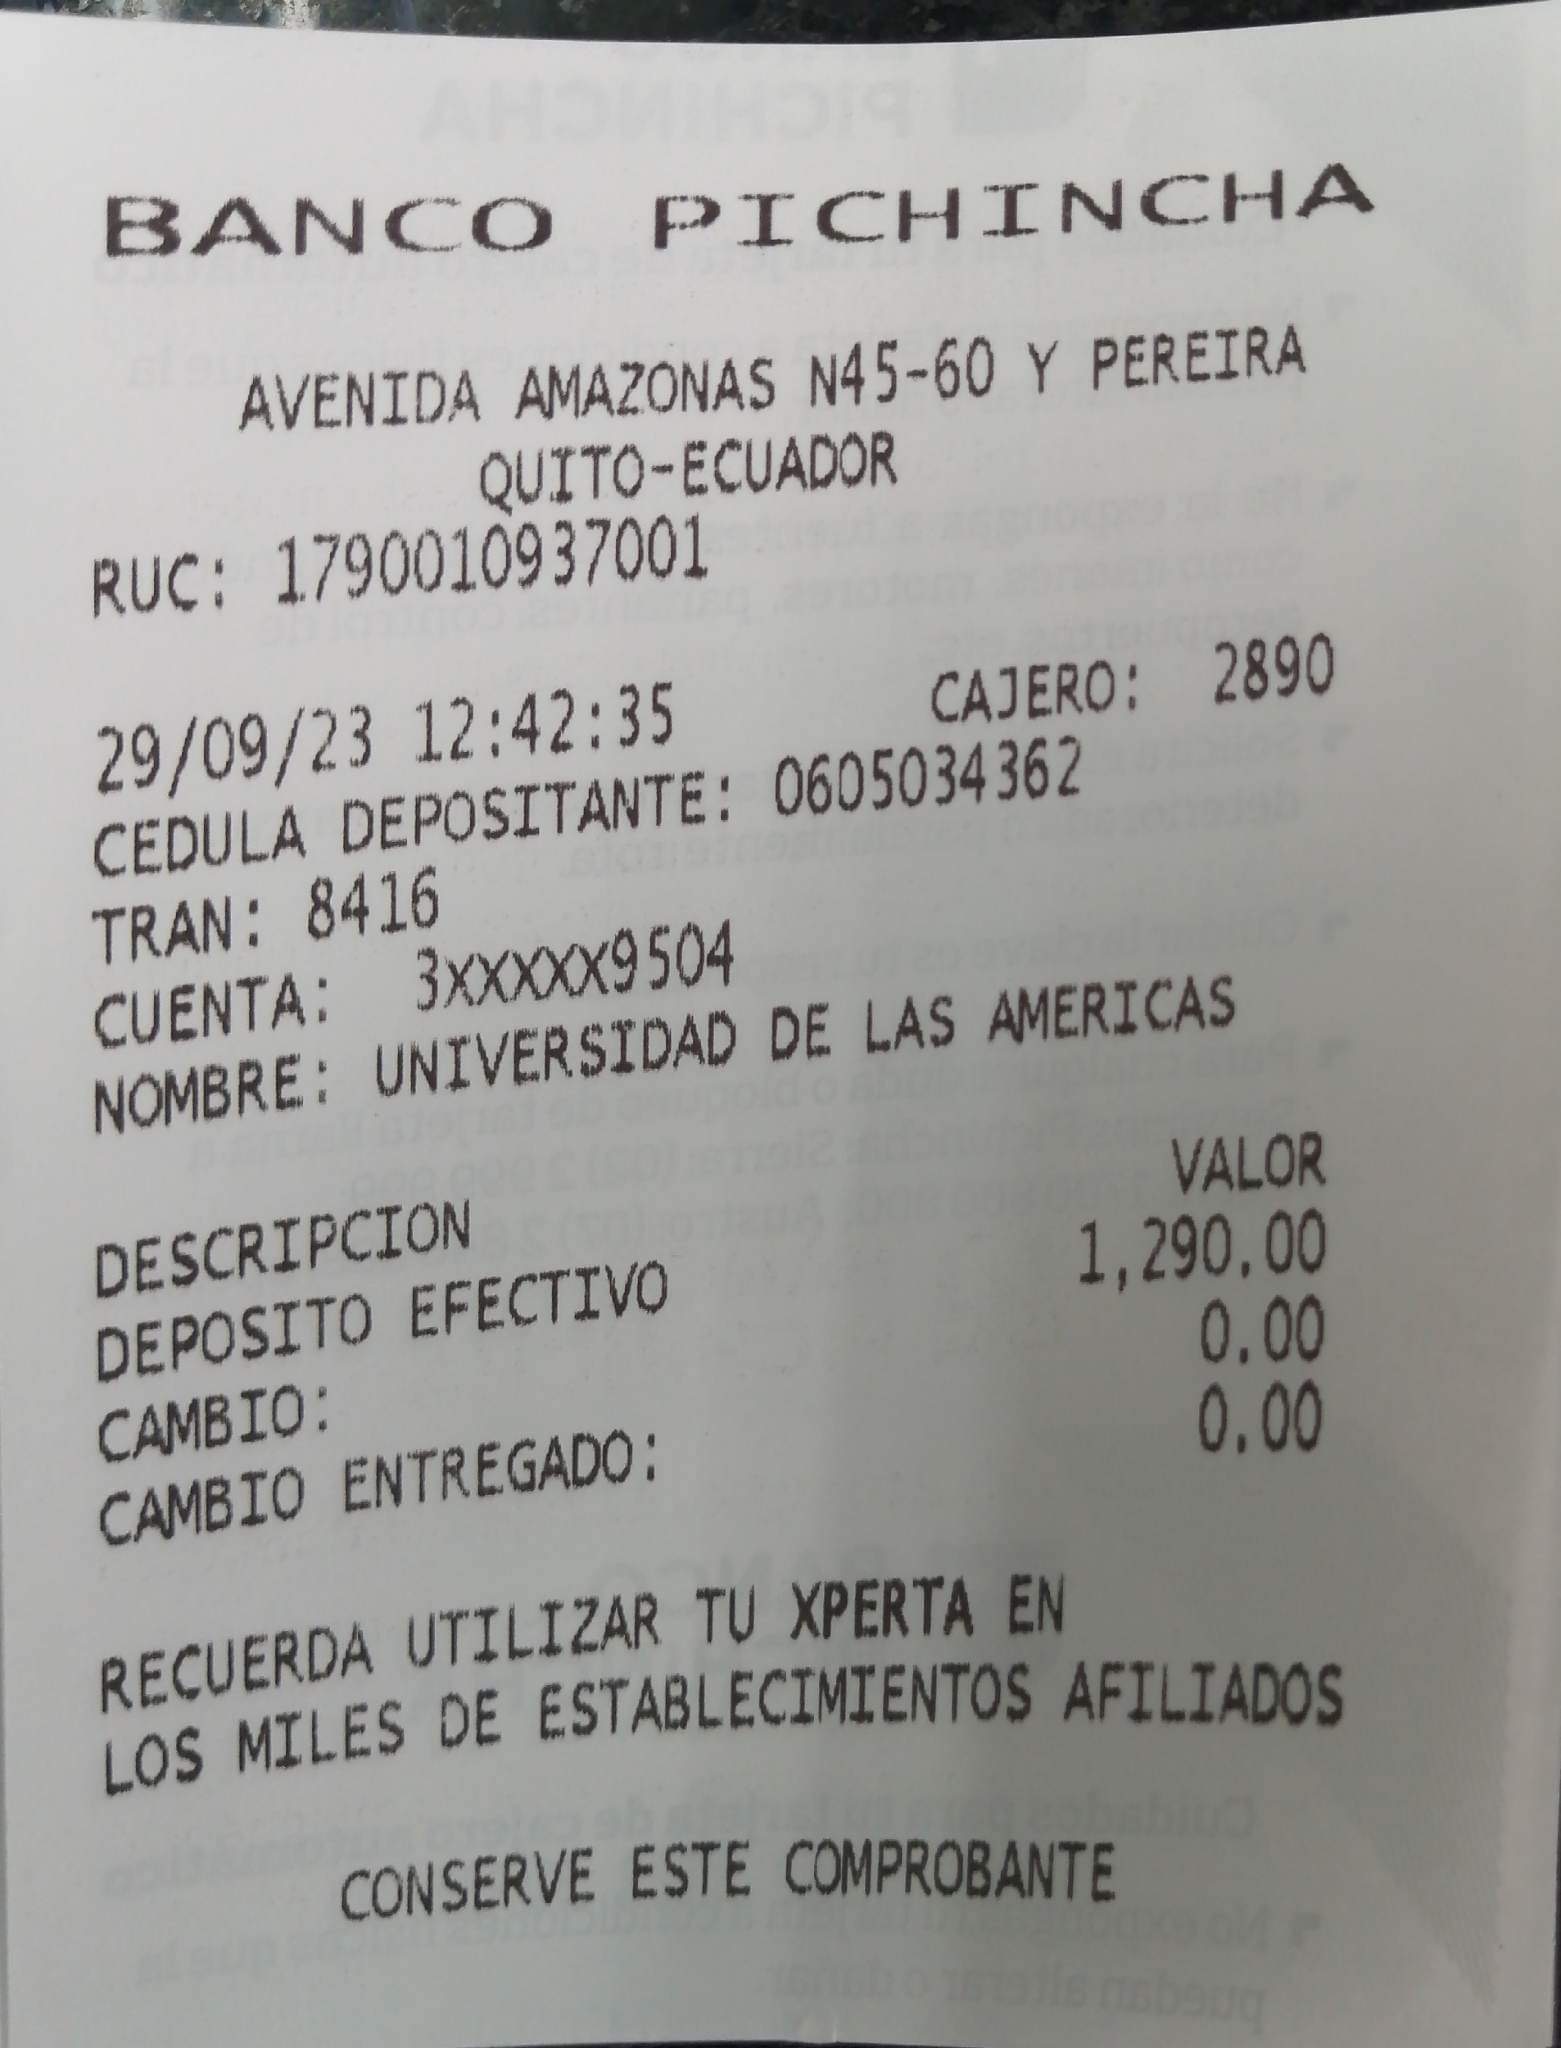 BANCO PICHINCHA
AVENIDA AMAZONAS N45-60 Y PEREIRA
QUITO-ECUADOR
RUC: 1790010937001
29/09/23 12:42:35 CAJERO: 2890
CEDULA DEPOSITANTE: 0605034362
TRAN: 8416
CUENTA: 3XXXXX9504
NOMBRE: UNIVERSIDAD DE LAS AMERICAS
DESCRIPCION VALOR
DEPOSITO EFECTIVO 1,290.00
CAMBIO: 0.00
CAMBIO ENTREGADO: 0.00
RECUERDA UTILIZAR TU XPERTA EN
LOS MILES DE ESTABLECIMIENTOS AFILIADOS
CONSERVE ESTE COMPROBANTE